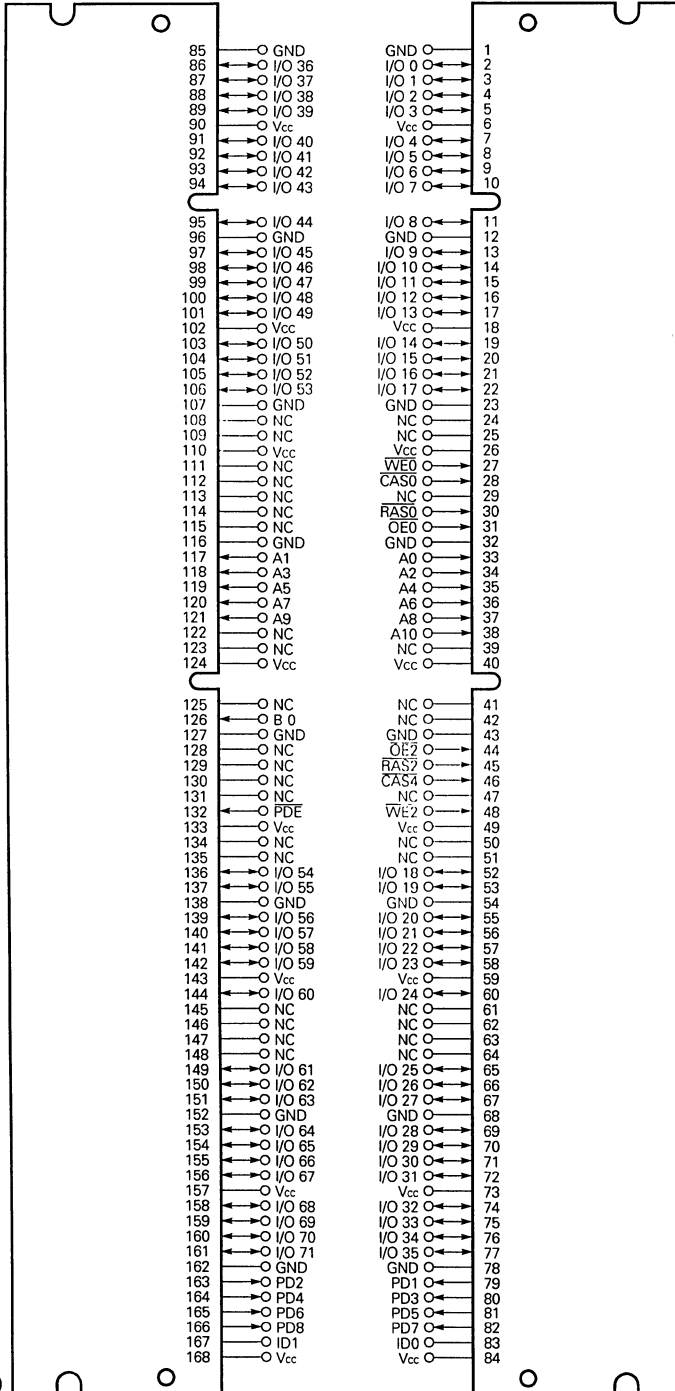 85 GND GND 1
86 I/O 36 I/O 0 2
87 I/O 37 I/O 1 3
88 I/O 38 I/O 2 4
89 I/O 39 I/O 3 5
90 Vcc Vcc 6
91 I/O 40 I/O 4 7
92 I/O 41 I/O 5 8
93 I/O 42 I/O 6 9
94 I/O 43 I/O 7 10
95 I/O 44 I/O 8 11
96 GND GND 12
97 I/O 45 I/O 9 13
98 I/O 46 I/O 10 14
99 I/O 47 I/O 11 15
100 I/O 48 I/O 12 16
101 I/O 49 I/O 13 17
102 Vcc Vcc 18
103 I/O 50 I/O 14 19
104 I/O 51 I/O 15 20
105 I/O 52 I/O 16 21
106 I/O 53 I/O 17 22
107 GND GND 23
108 NC NC 24
109 NC NC 25
110 Vcc Vcc 26
111 NC WE0 27
112 NC CAS0 28
113 NC NC 29
114 NC RAS0 30
115 NC OE0 31
116 GND GND 32
117 A1 A0 33
118 A3 A2 34
119 A5 A4 35
120 A7 A6 36
121 A9 A8 37
122 NC A10 38
123 NC NC 39
124 Vcc Vcc 40
125 NC NC 41
126 B 0 NC 42
127 GND GND 43
128 NC OE2 44
129 NC RAS2 45
130 NC CAS4 46
131 NC NC 47
132 PDE WE2 48
133 Vcc Vcc 49
134 NC NC 50
135 NC NC 51
136 I/O 54 I/O 18 52
137 I/O 55 I/O 19 53
138 GND GND 54
139 I/O 56 I/O 20 55
140 I/O 57 I/O 21 56
141 I/O 58 I/O 22 57
142 I/O 59 I/O 23 58
143 Vcc Vcc 59
144 I/O 60 I/O 24 60
145 NC NC 61
146 NC NC 62
147 NC NC 63
148 NC NC 64
149 I/O 61 I/O 25 65
150 I/O 62 I/O 26 66
151 I/O 63 I/O 27 67
152 GND GND 68
153 I/O 64 I/O 28 69
154 I/O 65 I/O 29 70
155 I/O 66 I/O 30 71
156 I/O 67 I/O 31 72
157 Vcc Vcc 73
158 I/O 68 I/O 32 74
159 I/O 69 I/O 33 75
160 I/O 70 I/O 34 76
161 I/O 71 I/O 35 77
162 GND GND 78
163 PD2 PD1 79
164 PD4 PD3 80
165 PD6 PD5 81
166 PD8 PD7 82
167 ID1 ID0 83
168 Vcc Vcc 84